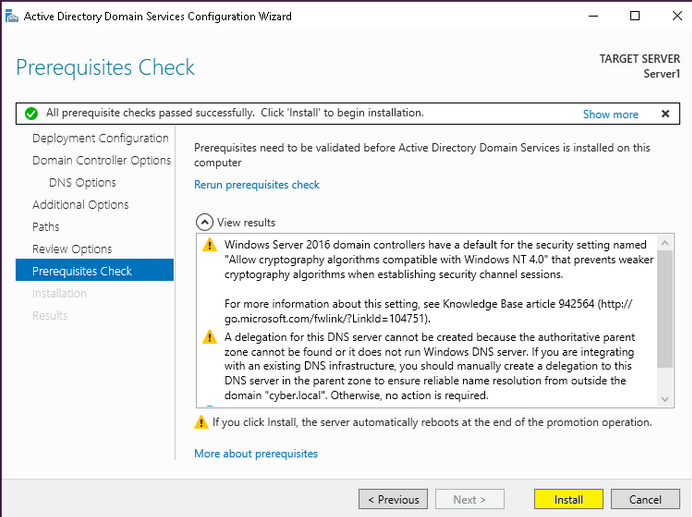 Active Directory Domain Services Configuration Wizard
Prerequisites Check
TARGET SERVER
Server1
All prerequisite checks passed successfully.  Click 'Install' to begin installation.
Show more
Deployment Configuration
Domain Controller Options
DNS Options
Additional Options
Paths
Review Options
Prerequisites Check
Installation
Results
Prerequisites need to be validated before Active Directory Domain Services is installed on this
computer
Rerun prerequisites check
View results
Windows Server 2016 domain controllers have a default for the security setting named
"Allow cryptography algorithms compatible with Windows NT 4.0" that prevents weaker
cryptography algorithms when establishing security channel sessions.
For more information about this setting, see Knowledge Base article 942564 (http://
go.microsoft.com/fwlink/?LinkId=104751).
A delegation for this DNS server cannot be created because the authoritative parent
zone cannot be found or it does not run Windows DNS server. If you are integrating
with an existing DNS infrastructure, you should manually create a delegation to this
DNS server in the parent zone to ensure reliable name resolution from outside the
domain "cyber.local". Otherwise, no action is required.
If you click Install, the server automatically reboots at the end of the promotion operation.
More about prerequisites
< Previous
Next >
Install
Cancel